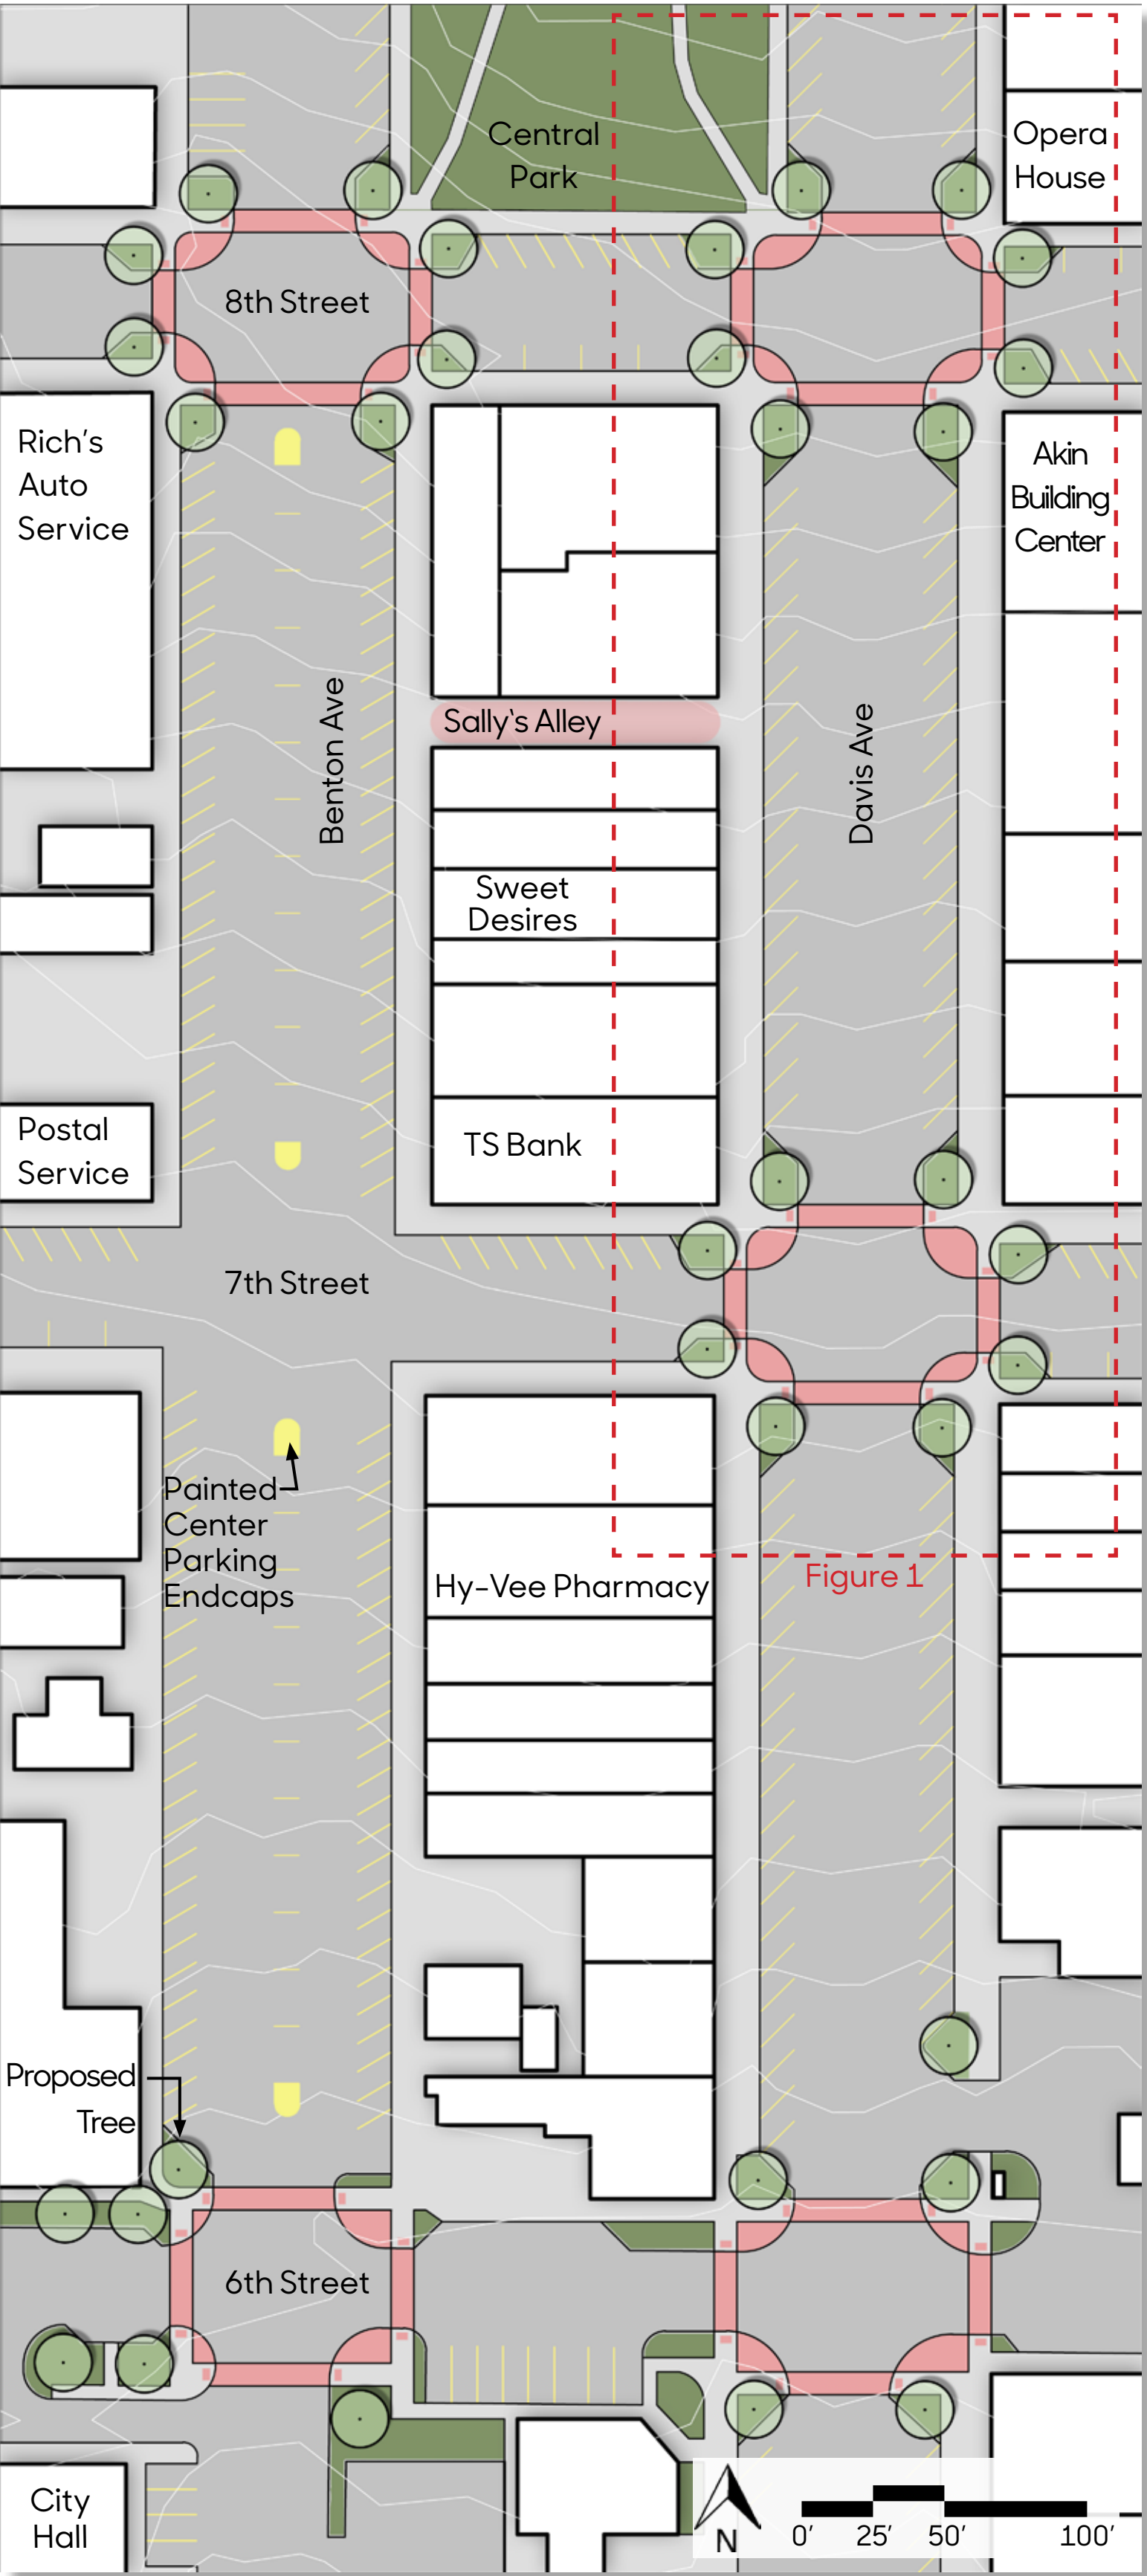 Central
Park
Opera
House
8th Street
Rich's
Auto
Service
Akin
Building
Center
Benton Ave
Sally's Alley
Davis Ave
Sweet
Desires
Postal
Service
TS Bank
7th Street
Painted
Center
Parking
Endcaps
Figure 1
Hy-Vee Pharmacy
Proposed
Tree
6th Street
City
Hall
N
0' 25' 50' 100'